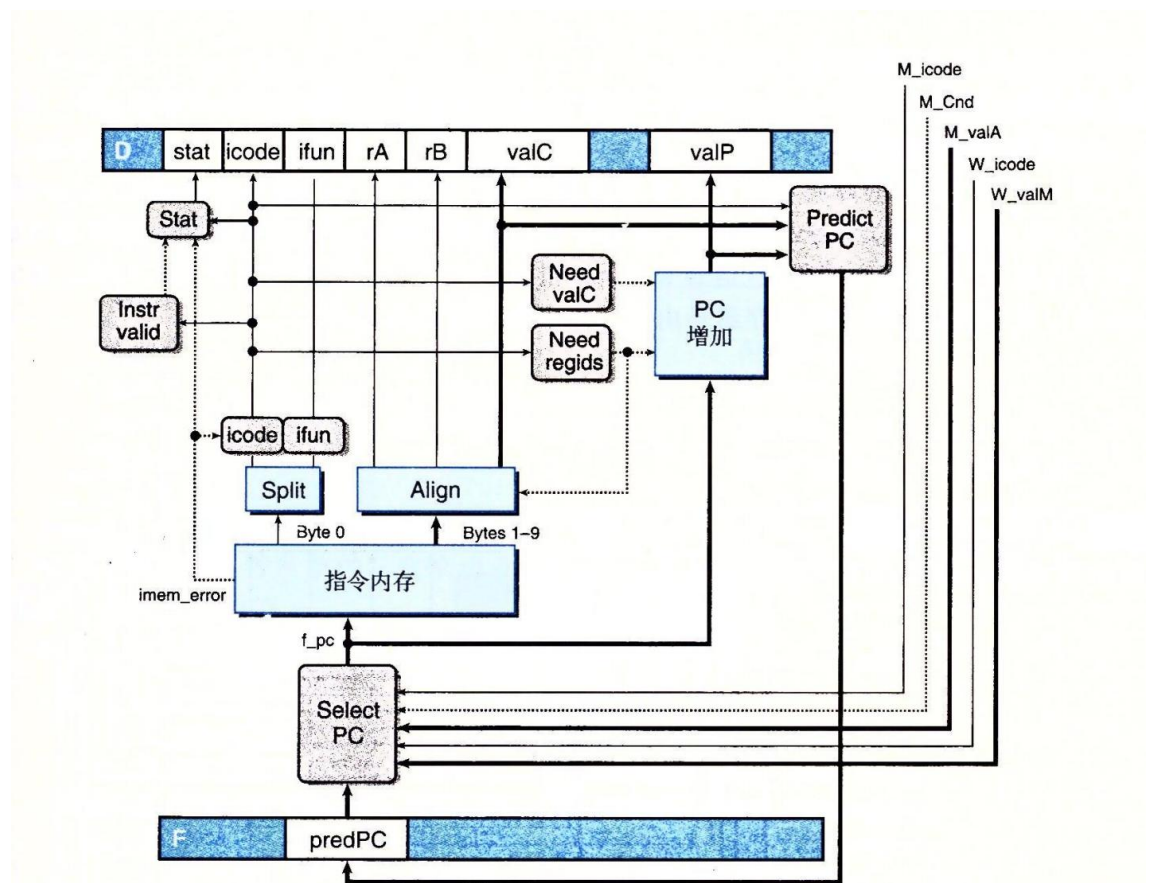 M_icode
M_Cnd
M_valA
W_icode
W_valM
D stat icode ifun rA rB valC valP
Stat
Predict
PC
Need
valC
Instr
valid
PC
增加
Need
regids
icode ifun
Split
Align
Byte 0
Bytes 1–9
指令内存
imem_error
f_pc
Select
PC
F predPC